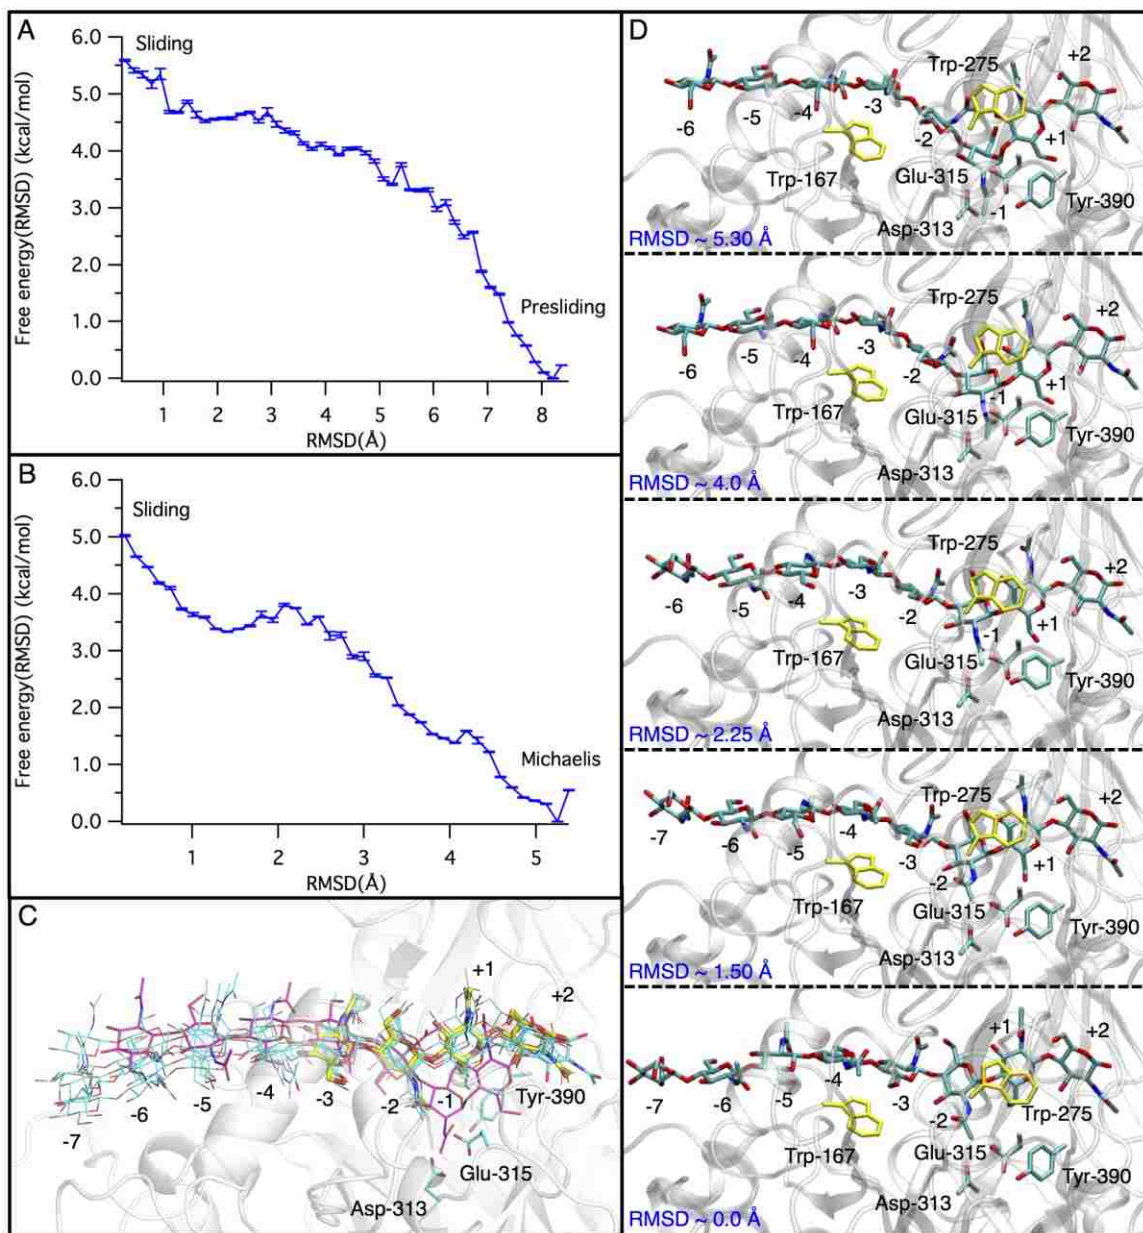 A
Free energy(RMSD) (kcal/mol)
6.0
5.0
4.0
3.0
2.0
1.0
0.0
Sliding
Presliding
1 2 3 4 5 6 7 8
RMSD(Å)
B
Free energy(RMSD) (kcal/mol)
6.0
5.0
4.0
3.0
2.0
1.0
0.0
Sliding
Michaelis
1 2 3 4 5
RMSD(Å)
C
+1
+2
-7 -6 -5 -4 -3 -2 -1
Tyr-390
Glu-315
Asp-313
D
Trp-275
+2
-6 -5 -4 -3 -2 +1
Trp-167
Glu-315
-1
Tyr-390
Asp-313
RMSD ~ 5.30 Å
Trp-275
+2
-6 -5 -4 -3 -2 -1 +1
Trp-167
Glu-315
Tyr-390
Asp-313
RMSD ~ 4.0 Å
Trp-275
+2
-6 -5 -4 -3 -2 -1 +1
Trp-167
Glu-315
Tyr-390
Asp-313
RMSD ~ 2.25 Å
Trp-275
+2
-7 -6 -5 -4 -3 -2 +1
Trp-167
Glu-315
Tyr-390
Asp-313
RMSD ~ 1.50 Å
+1
+2
-7 -6 -5 -4 -3 -2
Trp-275
Trp-167
Glu-315
Tyr-390
Asp-313
RMSD ~ 0.0 Å